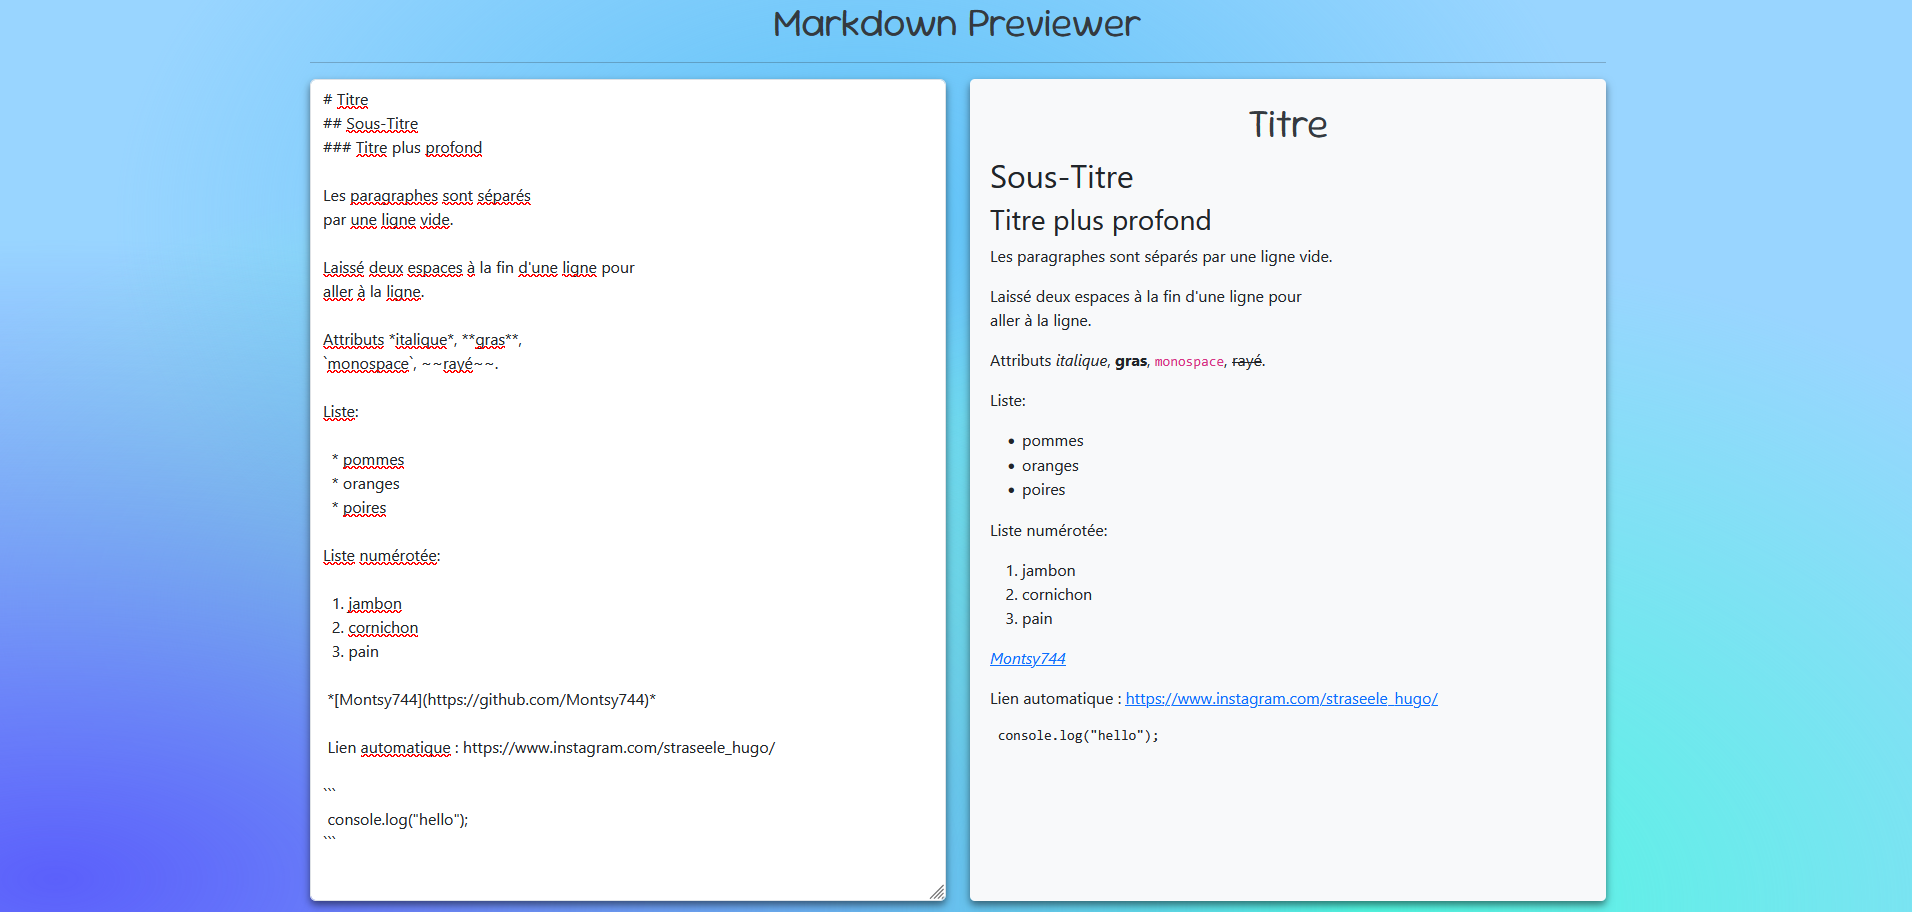 Markdown Previewer
# Titre
## Sous-Titre
### Titre plus profond
Les paragraphes sont séparés
par une ligne vide.
Laissé deux espaces à la fin d'une ligne pour
aller à la ligne.
Attributs *italique*, **gras**,
`monospace`, ~~rayé~~.
Liste:
* pommes
* oranges
* poires
Liste numérotée:
1. jambon
2. cornichon
3. pain
*[Montsy744](https://github.com/Montsy744)*
Lien automatique : https://www.instagram.com/straseele_hugo/
```
console.log("hello");
```
Titre
Sous-Titre
Titre plus profond
Les paragraphes sont séparés par une ligne vide.
Laissé deux espaces à la fin d'une ligne pour
aller à la ligne.
Attributs italique, gras, monospace, rayé.
Liste:
• pommes
• oranges
• poires
Liste numérotée:
1. jambon
2. cornichon
3. pain
Montsy744
Lien automatique : https://www.instagram.com/straseele_hugo/
console.log("hello");